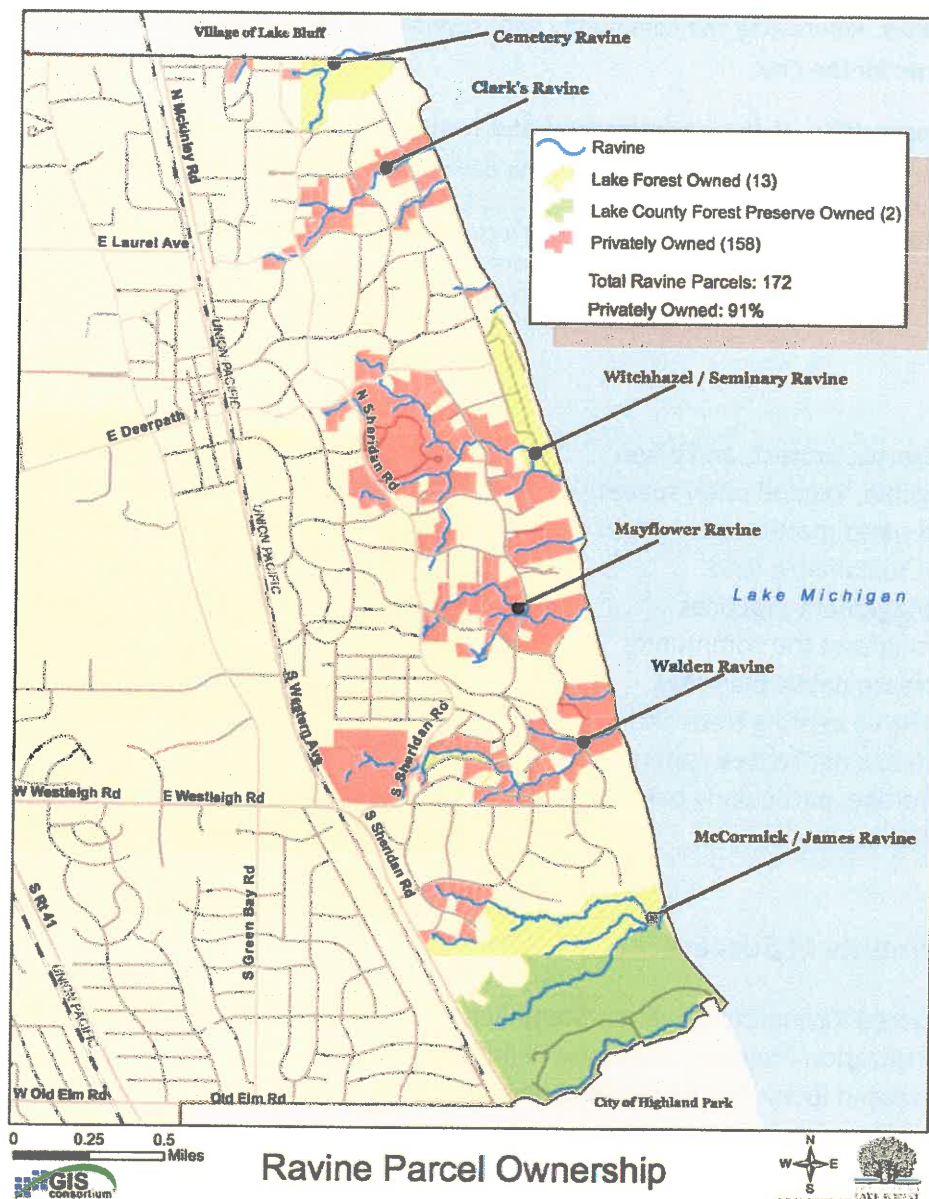 Village of Lake Bluff
Cemetery Ravine
Clark's Ravine
N McKinley Rd
Ravine
Lake Forest Owned (13)
Lake County Forest Preserve Owned (2)
Privately Owned (158)
Total Ravine Parcels: 172
Privately Owned: 91%
E Laurel Ave
UNION PACIFIC
Witchhazel / Seminary Ravine
N Sheridan Rd
E Deerpath
UNION PACIFIC
Mayflower Ravine
Lake Michigan
Walden Ravine
S Western Ave
S Sheridan Rd
W Westleigh Rd
E Westleigh Rd
S Sheridan Rd
McCormick / James Ravine
S Rt 41
S Green Bay Rd
UNION PACIFIC
W Old Elm Rd
Old Elm Rd
City of Highland Park
0 0.25 0.5
Miles
GIS
consortium
Ravine Parcel Ownership
N
W E
S
LAKE FOREST